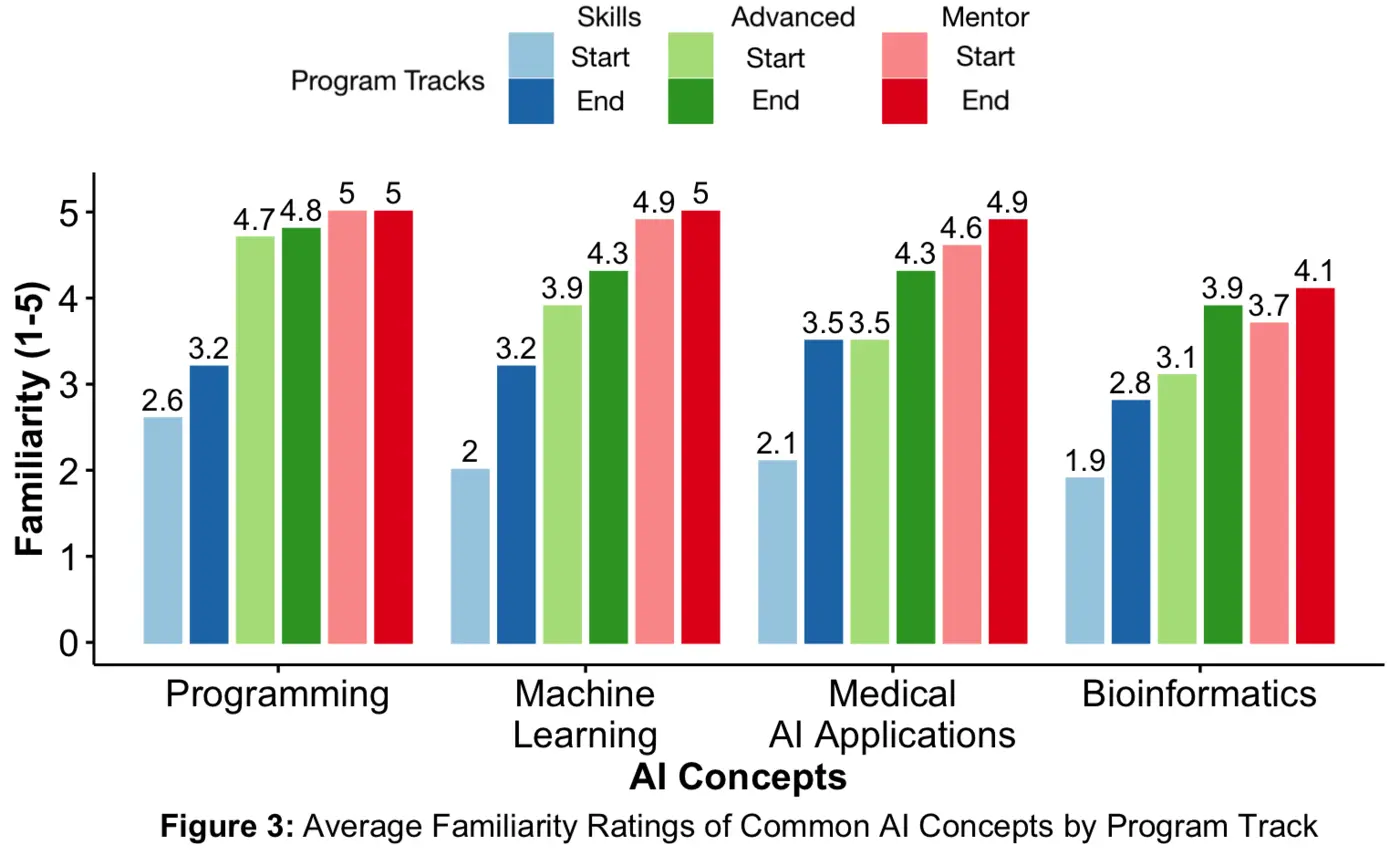 Skills Advanced Mentor
Program Tracks
Start Start Start
End End End
Familiarity (1-5)
5
4
3
2
1
0
2.6 3.2 4.7 4.8 5 5
2 3.2 3.9 4.3 4.9 5
2.1 3.5 3.5 4.3 4.6 4.9
1.9 2.8 3.1 3.9 3.7 4.1
Programming
Machine
Learning
Medical
AI Applications
Bioinformatics
AI Concepts
Figure 3: Average Familiarity Ratings of Common AI Concepts by Program Track